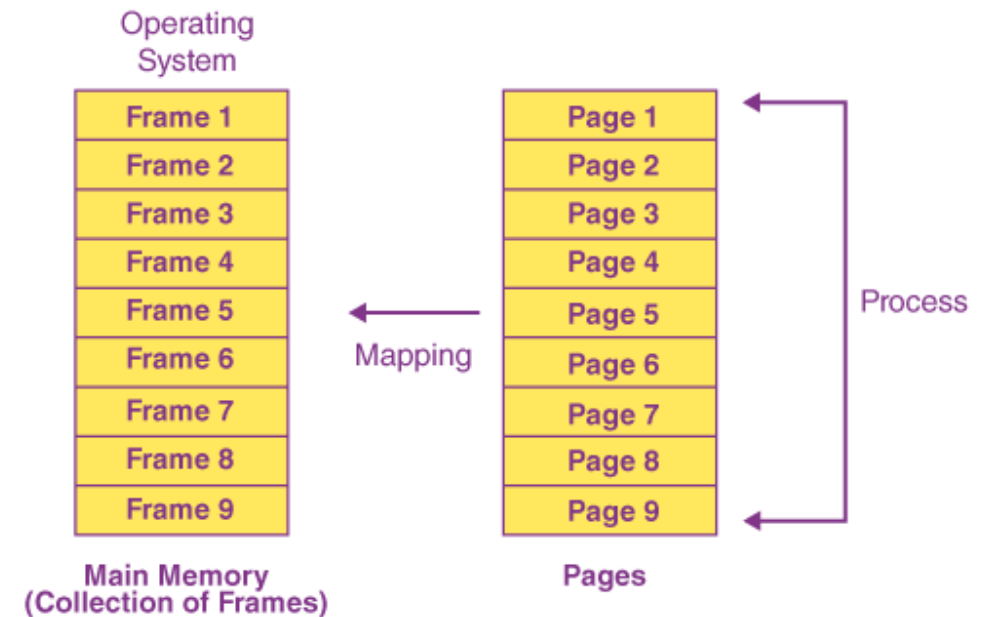 Operating
System
Frame 1
Frame 2
Frame 3
Frame 4
Frame 5
Frame 6
Frame 7
Frame 8
Frame 9
Main Memory
(Collection of Frames)
Mapping
Page 1
Page 2
Page 3
Page 4
Page 5
Page 6
Page 7
Page 8
Page 9
Pages
Process